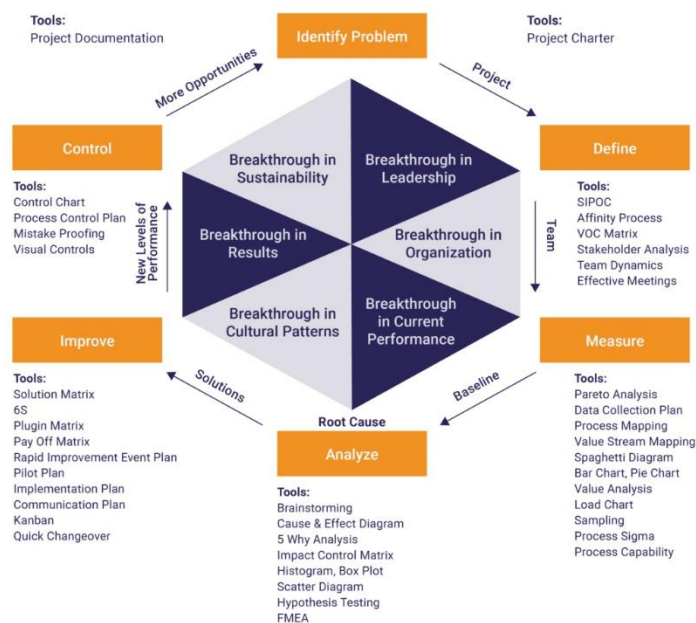 Tools:
Project Documentation
Identify Problem
Tools:
Project Charter
More Opportunities
Project
Control
Tools:
Control Chart
Process Control Plan
Mistake Proofing
Visual Controls
Breakthrough in
Sustainability
Breakthrough in
Leadership
Define
Tools:
SIPOC
Affinity Process
VOC Matrix
Stakeholder Analysis
Team Dynamics
Effective Meetings
New Levels of
Performance
Breakthrough in
Results
Breakthrough in
Organization
Team
Breakthrough in
Cultural Patterns
Breakthrough
in Current
Performance
Improve
Tools:
Solution Matrix
6S
Plugin Matrix
Pay Off Matrix
Rapid Improvement Event Plan
Pilot Plan
Implementation Plan
Communication Plan
Kanban
Quick Changeover
Solutions
Root Cause
Analyze
Tools:
Brainstorming
Cause & Effect Diagram
5 Why Analysis
Impact Control Matrix
Histogram, Box Plot
Scatter Diagram
Hypothesis Testing
FMEA
Baseline
Measure
Tools:
Pareto Analysis
Data Collection Plan
Process Mapping
Value Stream Mapping
Spaghetti Diagram
Bar Chart, Pie Chart
Value Analysis
Load Chart
Sampling
Process Sigma
Process Capability